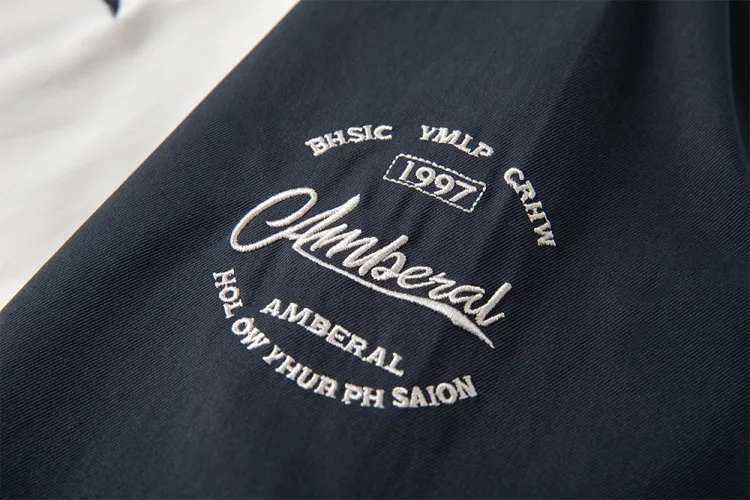 BHSIC YMLP CRHW
1997
Amberal
AMBERAL
HOLOW YHUR PH SAION